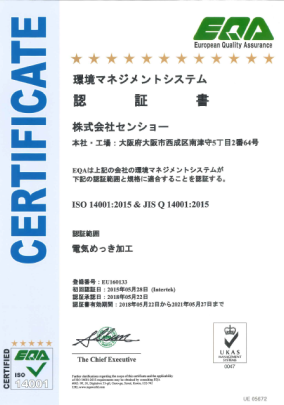 CERTIFICATE
EQA
European Quality Assurance
環境マネジメントシステム
認証書
株式会社センショー
本社・工場：大阪府大阪市西成区南津守5丁目2番64号
EQAは上記の会社の環境マネジメントシステムが
下記の認証範囲と規格に適合することを認証する。
ISO 14001:2015 & JIS Q 14001:2015
認証範囲
電気めっき加工
登録番号：EU160133
初回認証日：2015年05月28日 (Intertek)
認証承認日：2018年05月22日
認証書有効期間：2018年05月22日から2021年05月27日まで
The Chief Executive
CERTIFIED
EQA
ISO
14001
UKAS
MANAGEMENT
SYSTEMS
0047
UE 05672